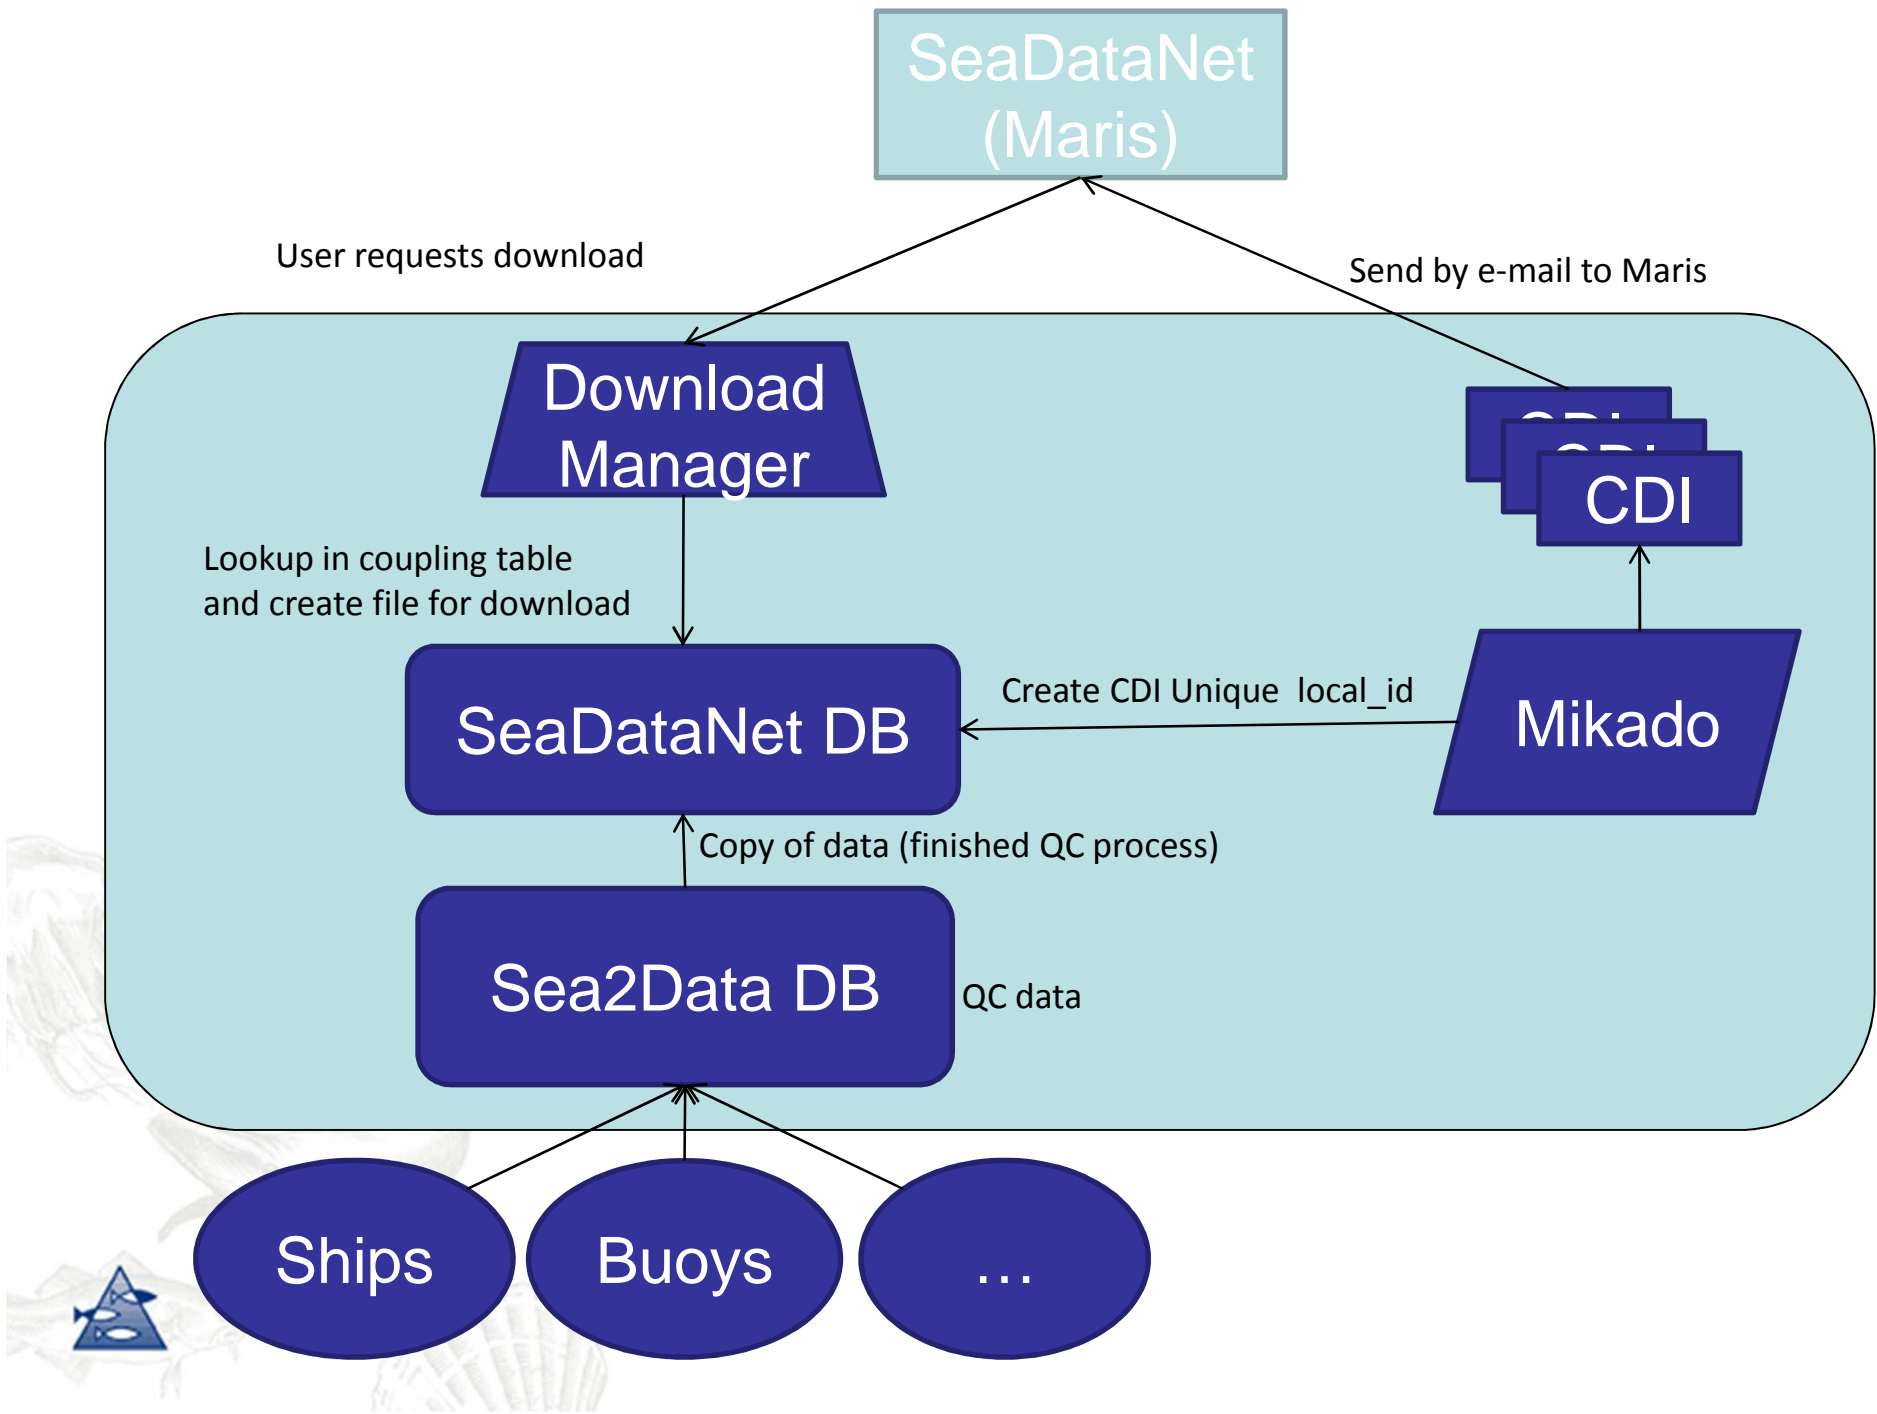 SeaDataNet
(Maris)
User requests download
Send by e-mail to Maris
Download
Manager
CDI
CDI
CDI
Lookup in coupling table
and create file for download
Create CDI Unique local_id
SeaDataNet DB
Mikado
Copy of data (finished QC process)
Sea2Data DB
QC data
Ships
Buoys
…